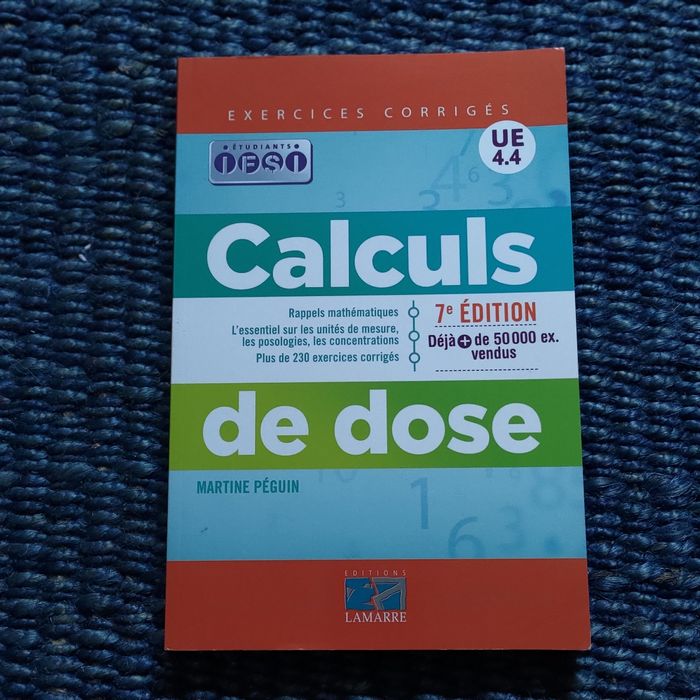 EXERCICES CORRIGÉS
ÉTUDIANTS
IFSI
UE
4.4
Calculs
Rappels mathématiques
L'essentiel sur les unités de mesure,
les posologies, les concentrations
Plus de 230 exercices corrigés
7e ÉDITION
Déjà + de 50 000 ex.
vendus
de dose
MARTINE PÉGUIN
EDITIONS
LAMARRE